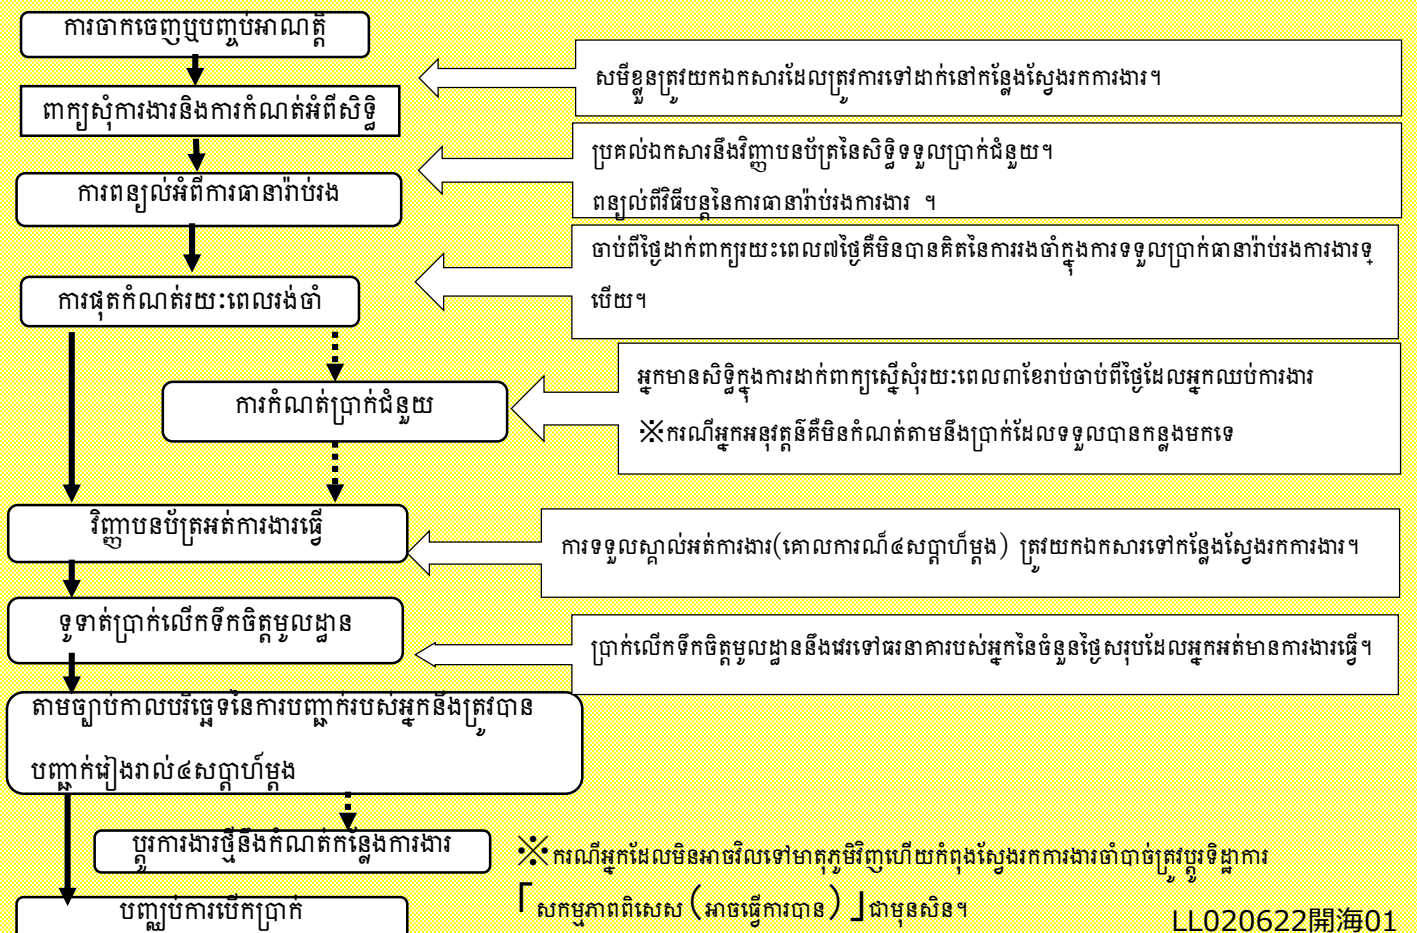 ការចាកចេញឬបញ្ចប់អាណត្តិ
សមីខ្លួនត្រូវយកឯកសារដែលត្រូវការទៅដាក់នៅកន្លែងស្វែងរកការងារ។
ពាក្យសុំការងារនិងការកំណត់អំពីសិទ្ធិ
ប្រគល់ឯកសារនឹងវិញ្ញាបនប័ត្រនៃសិទ្ធិទទួលប្រាក់ជំនួយ។
ពន្យល់ពីវិធីបន្តនៃការធានារ៉ាប់រងការងារ ។
ការពន្យល់អំពីការធានារ៉ាប់រង
ចាប់ពីថ្ងៃដាក់ពាក្យរយៈពេល៧ថ្ងៃគឺមិនបានគិតនៃការរងចាំក្នុងការទទួលប្រាក់ធានារ៉ាប់រងការងារទ្
បើយ។
ការផុតកំណត់រយៈពេលរង់ចាំ
អ្នកមានសិទ្ធិក្នុងការដាក់ពាក្យស្នើសុំរយៈពេល៣ខែរាប់ចាប់ពីថ្ងៃដែលអ្នកឈប់ការងារ
※ករណីអ្នកអនុវត្តន៍គឺមិនកំណត់តាមនឹងប្រាក់ដែលទទួលបានកន្លងមកទេ
ការកំណត់ប្រាក់ជំនួយ
វិញ្ញាបនប័ត្រអត់ការងារធ្វើ
ការទទួលស្គាល់អត់ការងារ(គោលការណ៍៤សប្តាហ៍ម្តង) ត្រូវយកឯកសារទៅកន្លែងស្វែងរកការងារ។
ទូទាត់ប្រាក់លើកទឹកចិត្តមូលដ្ឋាន
ប្រាក់លើកទឹកចិត្តមូលដ្ឋាននឹងវេរទៅធរនាគារបស់អ្នកនៃចំនួនថ្ងៃសរុបដែលអ្នកអត់មានការងារធ្វើ។
តាមច្បាប់កាលបរិច្ឆេទនៃការបញ្ជាក់របស់អ្នកនឹងត្រូវបាន
បញ្ជាក់រៀងរាល់៤សប្តាហ៍ម្តង
ប្តូរការងារថ្មីនឹងកំណត់កន្លែងការងារ
※ករណីអ្នកដែលមិនអាចវិលទៅមាតុភូមិវិញហើយកំពុងស្វែងរកការងារចាំបាច់ត្រូវប្តូរទិដ្ឋាការ
「សកម្មភាពពិសេស (អាចធ្វើការបាន)」ជាមុនសិន។
បញ្ឈប់ការបើកប្រាក់
LL020622開海01